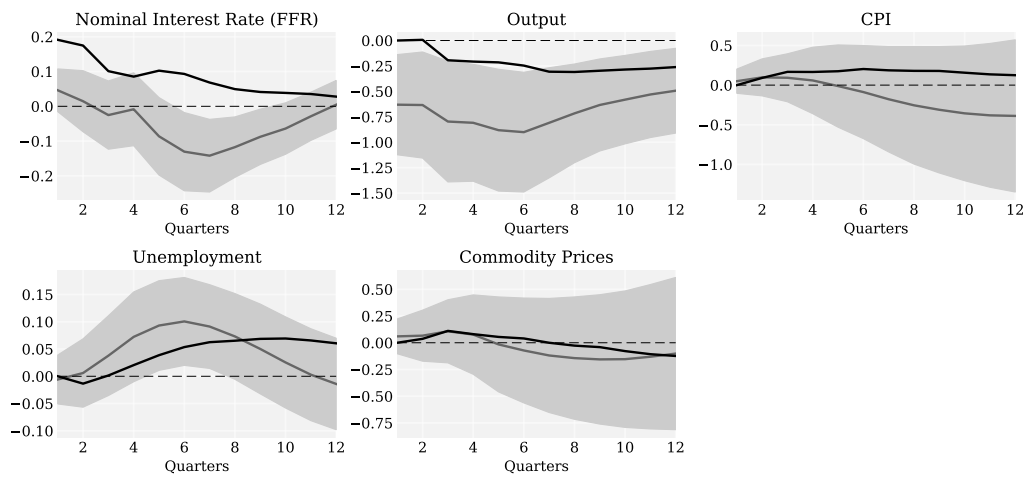 Nominal Interest Rate (FFR)
0.2
0.1
0.0
−0.1
−0.2
2 4 6 8 10 12
Quarters
Output
0.00
−0.25
−0.50
−0.75
−1.00
−1.25
−1.50
2 4 6 8 10 12
Quarters
CPI
0.5
0.0
−0.5
−1.0
2 4 6 8 10 12
Quarters
Unemployment
0.15
0.10
0.05
0.00
−0.05
−0.10
2 4 6 8 10 12
Quarters
Commodity Prices
0.50
0.25
0.00
−0.25
−0.50
−0.75
2 4 6 8 10 12
Quarters